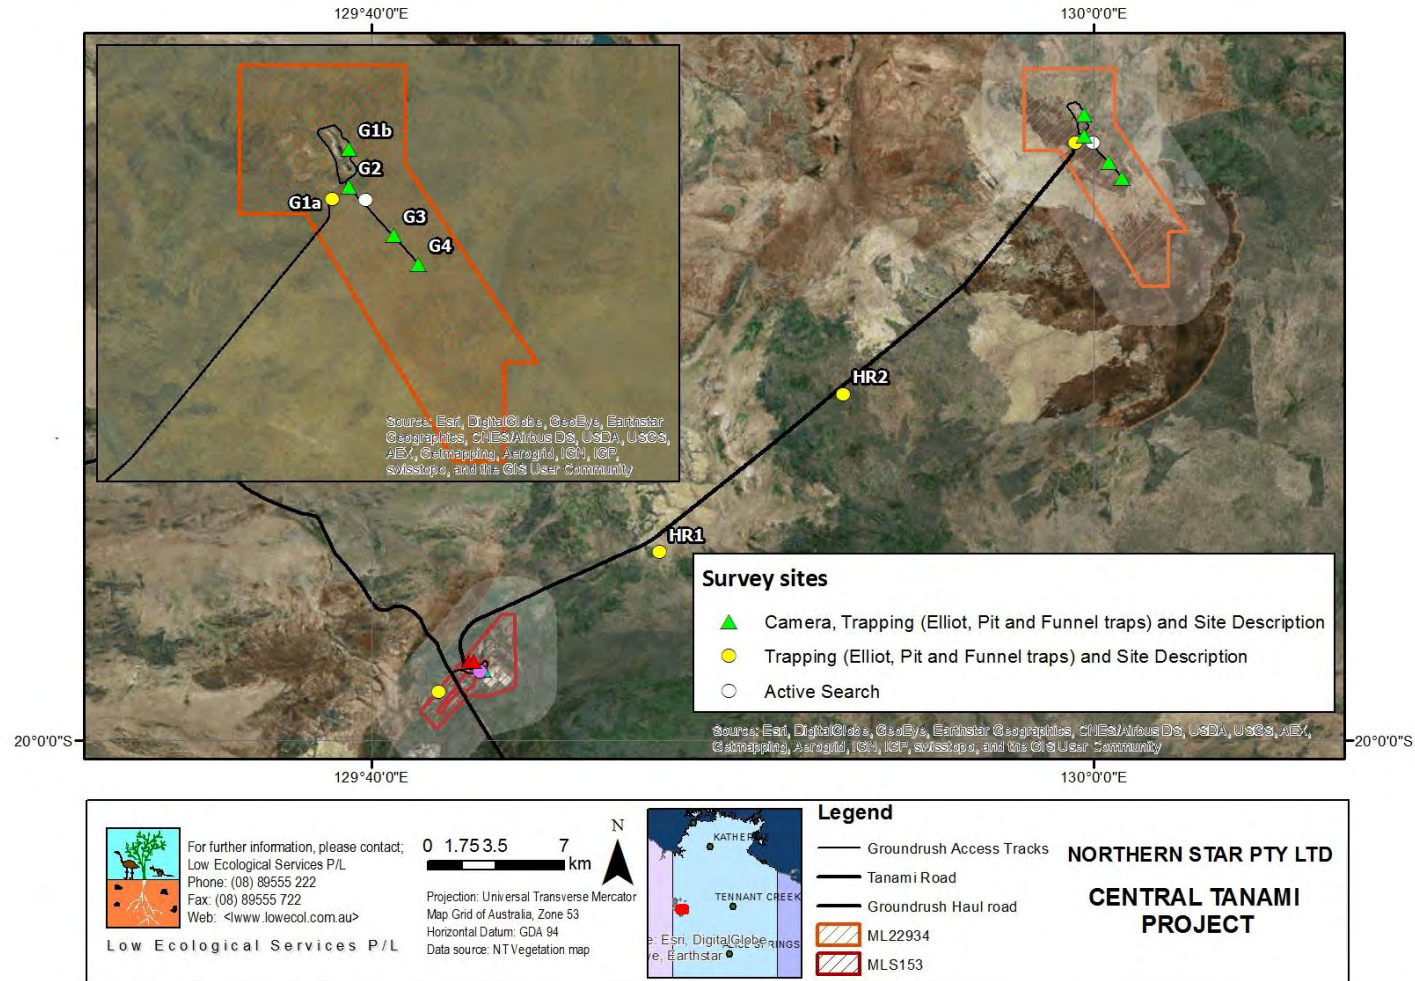 129°40'0"E
130°0'0"E
G1b
G2
G1a
G3
G4
Source: Esri, DigitalGlobe, GeoEye, Earthstar
Geographics, CNES/Airbus DS, USDA, USGS,
AEX, Getmapping, Aerogrid, IGN, IGP,
swisstopo, and the GIS User Community
HR2
HR1
Survey sites
Camera, Trapping (Elliot, Pit and Funnel traps) and Site Description
Trapping (Elliot, Pit and Funnel traps) and Site Description
Active Search
Source: Esri, DigitalGlobe, GeoEye, Earthstar Geographics, CNES/Airbus DS, USDA, USGS, AEX,
Getmapping, Aerogrid, IGN, IGP, swisstopo, and the GIS User Community
20°0'0"S
20°0'0"S
129°40'0"E
130°0'0"E
For further information, please contact;
Low Ecological Services P/L
Phone: (08) 89555 222
Fax: (08) 89555 722
Web: <www.lowecol.com.au>
Low Ecological Services P/L
0 1.75 3.5 7
km
N
Projection: Universal Transverse Mercator
Map Grid of Australia, Zone 53
Horizontal Datum: GDA 94
Data source: NT Vegetation map
KATHERINE
TENNANT CREEK
ALICE SPRINGS
e: Esri, DigitalGlobe,
ye, Earthstar
Legend
Groundrush Access Tracks
Tanami Road
Groundrush Haul road
ML22934
MLS153
NORTHERN STAR PTY LTD
CENTRAL TANAMI
PROJECT